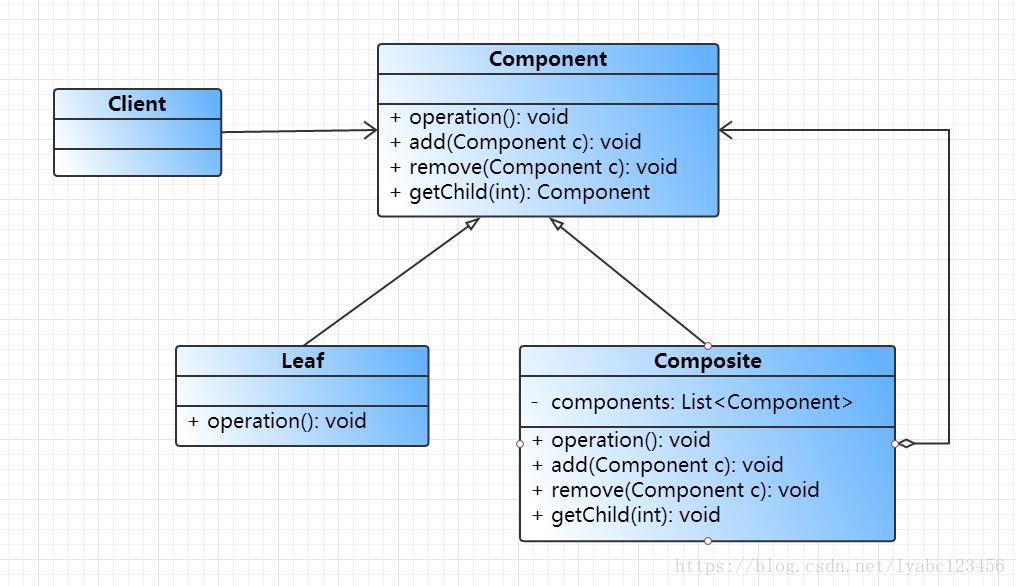 Component
Client
+ operation(): void
+ add(Component c): void
+ remove(Component c): void
+ getChild(int): Component
Leaf
+ operation(): void
Composite
- components: List<Component>
+ operation(): void
+ add(Component c): void
+ remove(Component c): void
+ getChild(int): void
https://blog.csdn.net/lyabc123456